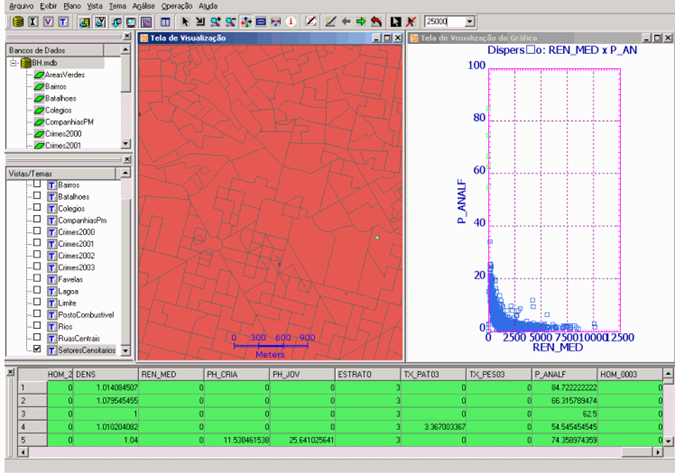 Arquivo Exibir Plano Vista Tema Análise Operação Ajuda
25000
Bancos de Dados
BH.mdb
AreasVerdes
Bairros
Batalhoes
Colegios
CompanhiasPM
Crimes2000
Crimes2001
Vistas/Temas
Bairros
Batalhoes
Colegios
CompanhiasPm
Crimes2000
Crimes2001
Crimes2002
Crimes2003
Favelas
Lagoa
Limite
PostoCombustivel
Rios
RuasCentrais
SetoresCensitarios
Tela de Visualização
0 300 600 900
Meters
Tela de Visualização do Gráfico
Dispers□o: REN_MED x P_AN
100
80
60
40
20
0
P_ANALF
0 2500 5000 7500 10000 12500
REN_MED
HOM_2 DENS REN_MED PH_CRIA PH_JOV ESTRATO TX_PAT03 TX_PES03 P_ANALF HOM_0003
1 0 1.014084507 0 0 0 3 0 0 84.722222222 0
2 0 1.079545455 0 0 0 3 0 0 66.315789474 0
3 0 1 0 0 0 3 0 0 62.5 0
4 0 1.010204082 0 0 0 3 3.367003367 0 54.545454545 0
5 0 1.04 0 11.538461538 25.641025641 3 0 0 74.358974359 0